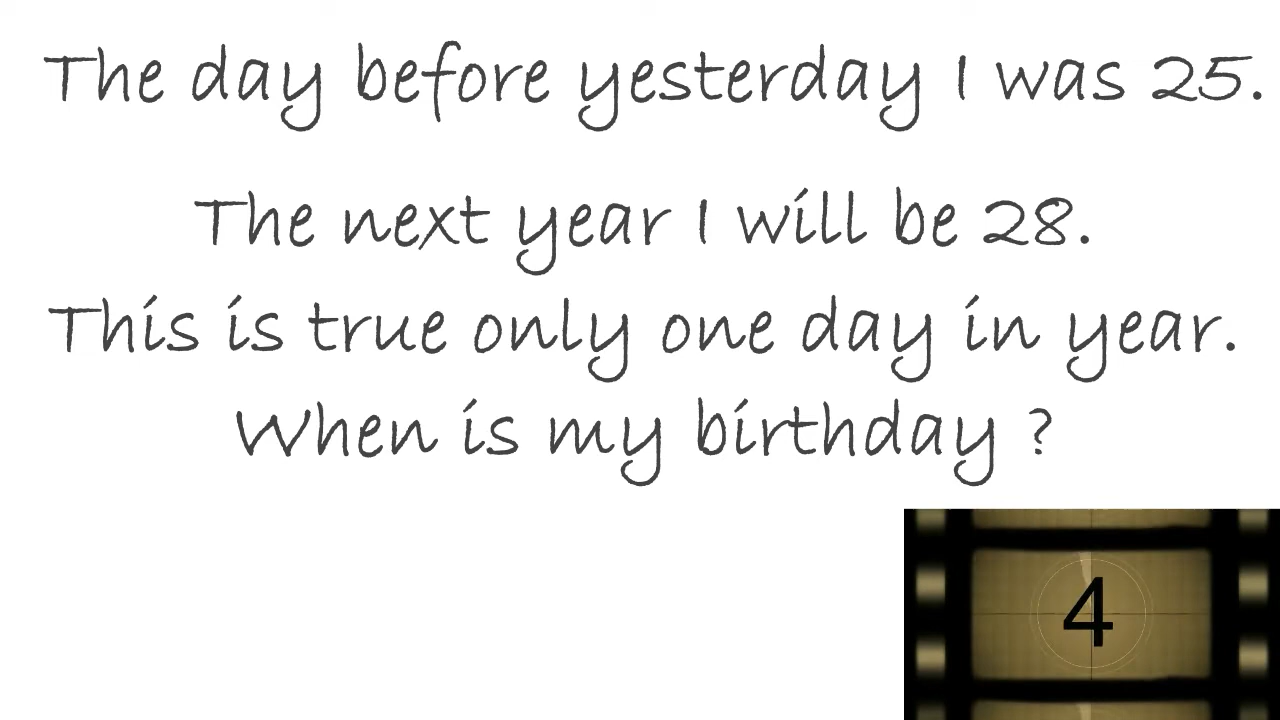 The day before yesterday I was 25.
The next year I will be 28.
This is true only one day in year.
When is my birthday ?
4